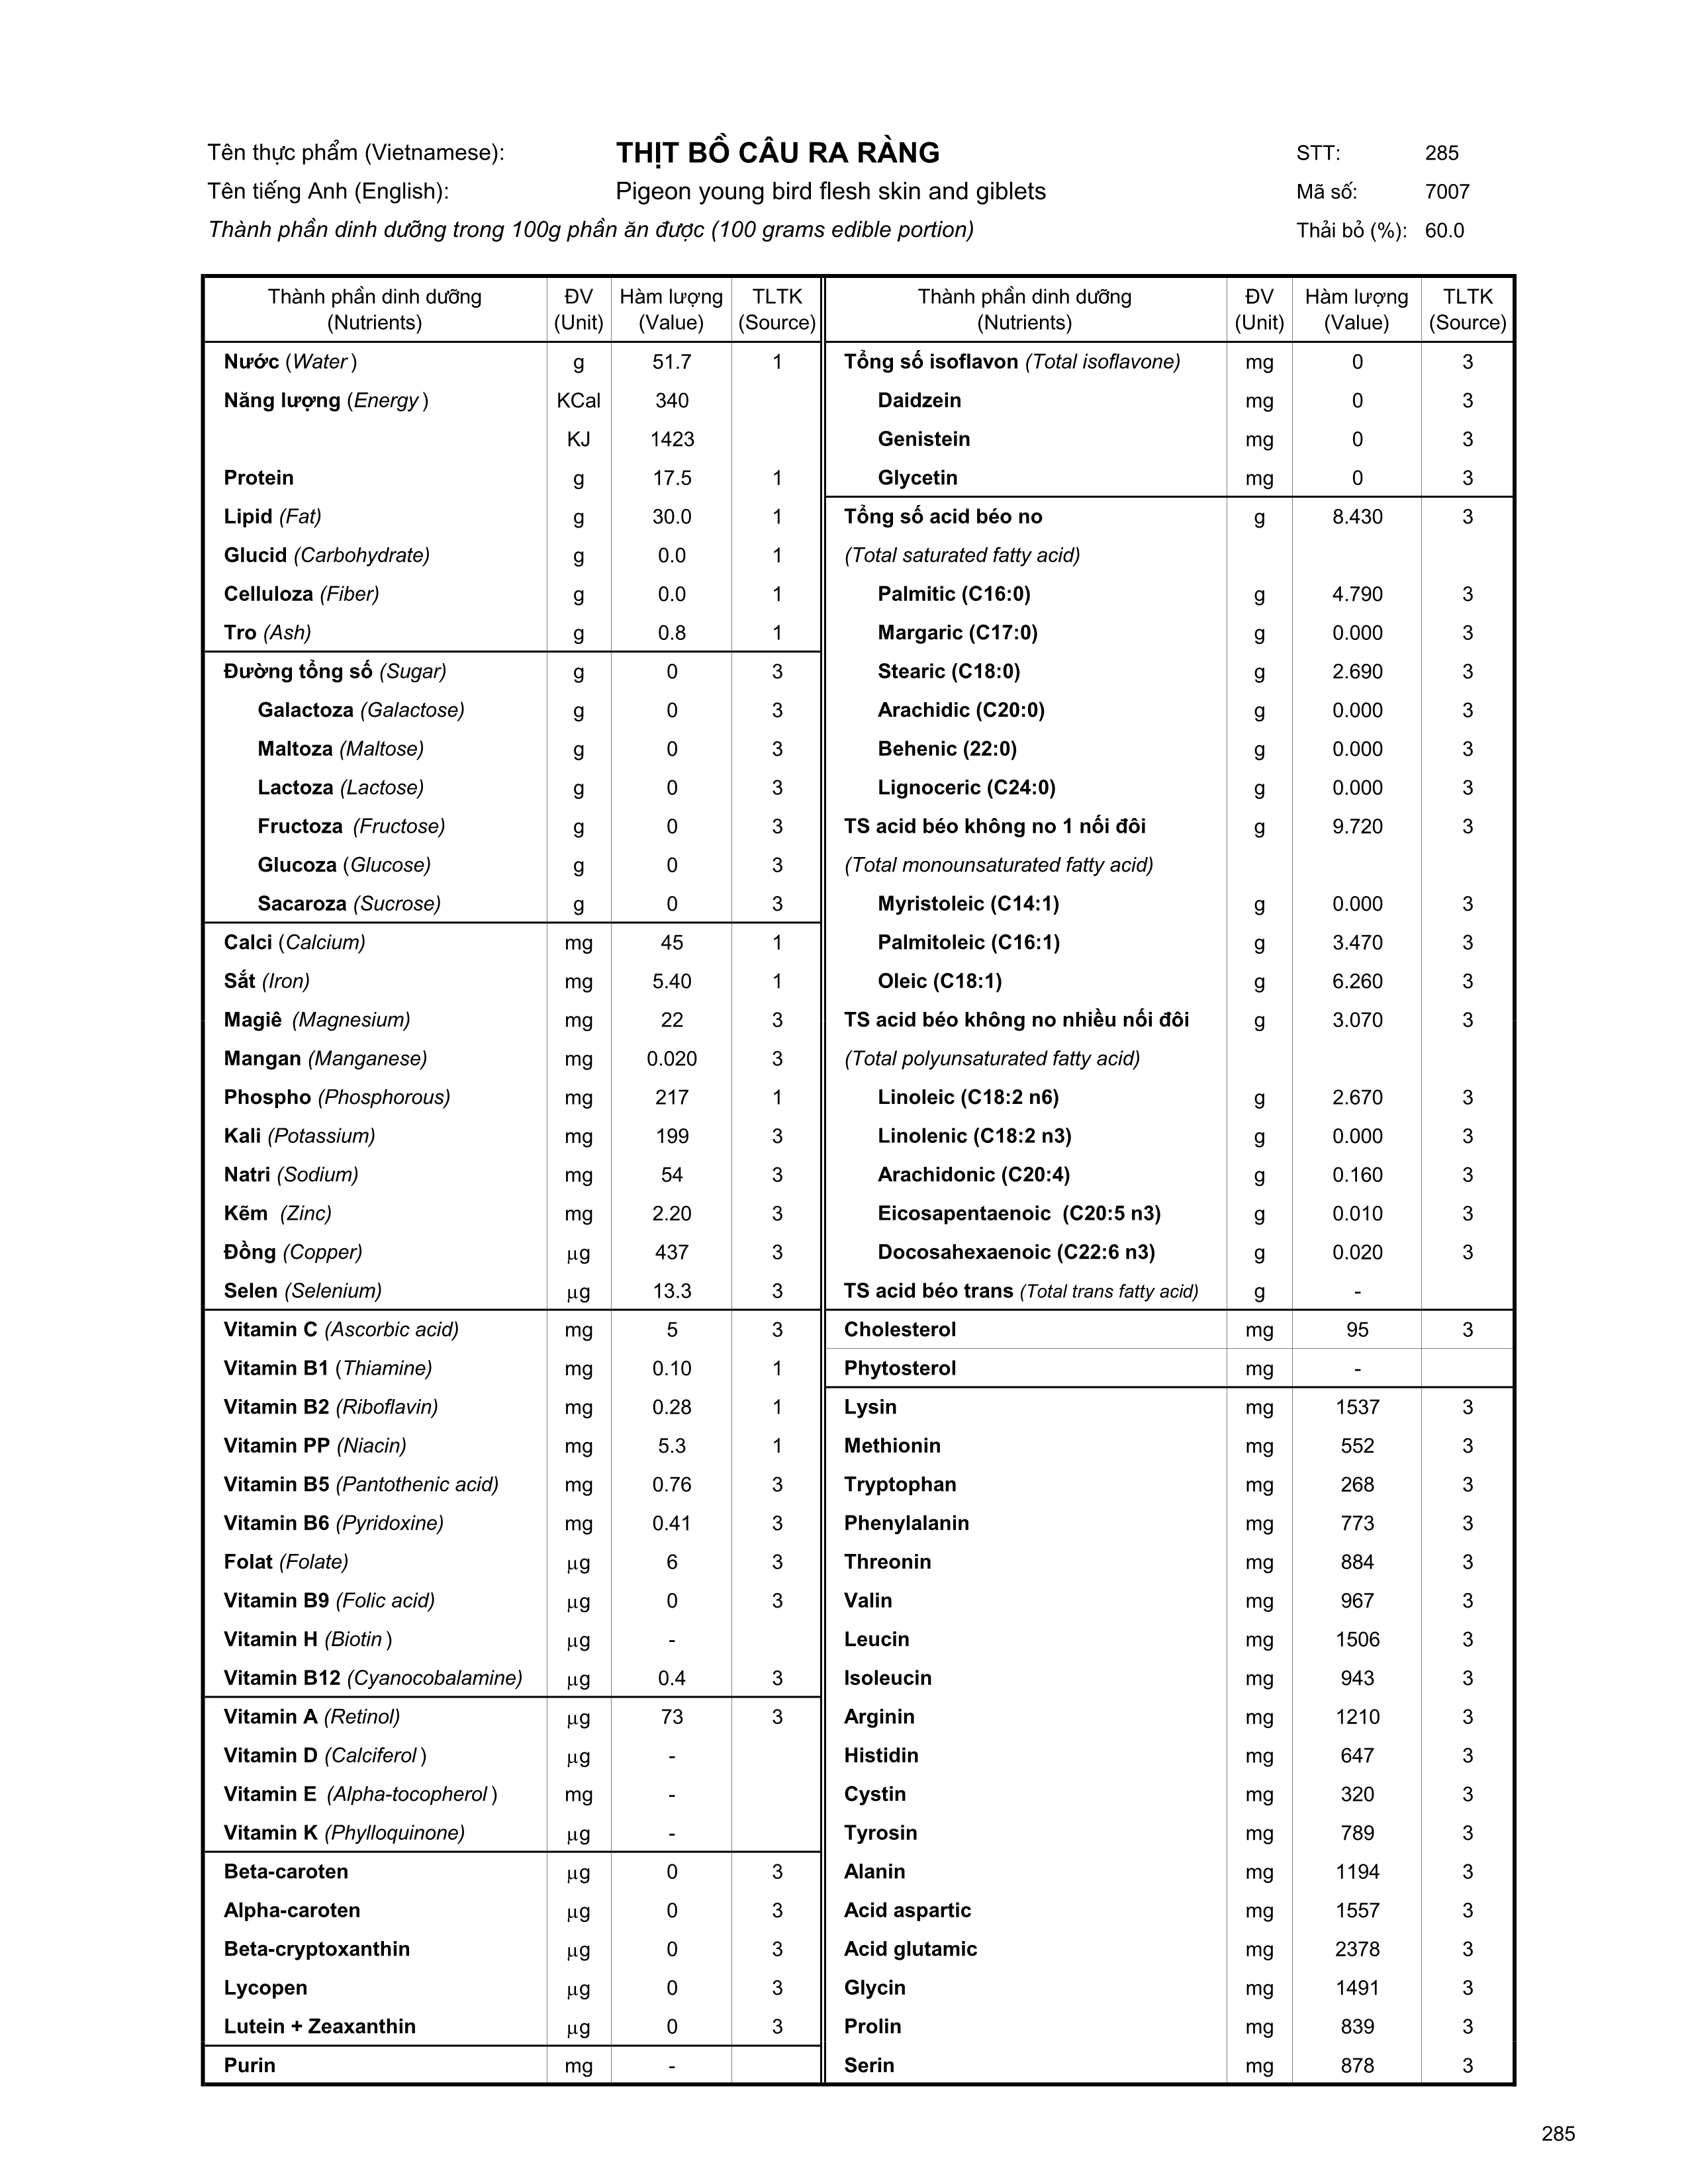 Tên thực phẩm (Vietnamese): THỊT BỒ CÂU RA RÀNG STT: 285
Tên tiếng Anh (English): Pigeon young bird flesh skin and giblets Mã số: 7007
Thành phần dinh dưỡng trong 100g phần ăn được (100 grams edible portion) Thải bỏ (%): 60.0
Thành phần dinh dưỡng ĐV Hàm lượng TLTK
(Nutrients) (Unit) (Value) (Source)
Nước (Water) g 51.7 1
Năng lượng (Energy) KCal 340
KJ 1423
Protein g 17.5 1
Lipid (Fat) g 30.0 1
Glucid (Carbohydrate) g 0.0 1
Celluloza (Fiber) g 0.0 1
Tro (Ash) g 0.8 1
Đường tổng số (Sugar) g 0 3
Galactoza (Galactose) g 0 3
Maltoza (Maltose) g 0 3
Lactoza (Lactose) g 0 3
Fructoza (Fructose) g 0 3
Glucoza (Glucose) g 0 3
Sacaroza (Sucrose) g 0 3
Calci (Calcium) mg 45 1
Sắt (Iron) mg 5.40 1
Magiê (Magnesium) mg 22 3
Mangan (Manganese) mg 0.020 3
Phospho (Phosphorous) mg 217 1
Kali (Potassium) mg 199 3
Natri (Sodium) mg 54 3
Kẽm (Zinc) mg 2.20 3
Đồng (Copper) μg 437 3
Selen (Selenium) μg 13.3 3
Vitamin C (Ascorbic acid) mg 5 3
Vitamin B1 (Thiamine) mg 0.10 1
Vitamin B2 (Riboflavin) mg 0.28 1
Vitamin PP (Niacin) mg 5.3 1
Vitamin B5 (Pantothenic acid) mg 0.76 3
Vitamin B6 (Pyridoxine) mg 0.41 3
Folat (Folate) μg 6 3
Vitamin B9 (Folic acid) μg 0 3
Vitamin H (Biotin) μg -
Vitamin B12 (Cyanocobalamine) μg 0.4 3
Vitamin A (Retinol) μg 73 3
Vitamin D (Calciferol) μg -
Vitamin E (Alpha-tocopherol) mg -
Vitamin K (Phylloquinone) μg -
Beta-caroten μg 0 3
Alpha-caroten μg 0 3
Beta-cryptoxanthin μg 0 3
Lycopen μg 0 3
Lutein + Zeaxanthin μg 0 3
Purin mg -
Thành phần dinh dưỡng ĐV Hàm lượng TLTK
(Nutrients) (Unit) (Value) (Source)
Tổng số isoflavon (Total isoflavone) mg 0 3
Daidzein mg 0 3
Genistein mg 0 3
Glycetin mg 0 3
Tổng số acid béo no g 8.430 3
(Total saturated fatty acid)
Palmitic (C16:0) g 4.790 3
Margaric (C17:0) g 0.000 3
Stearic (C18:0) g 2.690 3
Arachidic (C20:0) g 0.000 3
Behenic (22:0) g 0.000 3
Lignoceric (C24:0) g 0.000 3
TS acid béo không no 1 nối đôi g 9.720 3
(Total monounsaturated fatty acid)
Myristoleic (C14:1) g 0.000 3
Palmitoleic (C16:1) g 3.470 3
Oleic (C18:1) g 6.260 3
TS acid béo không no nhiều nối đôi g 3.070 3
(Total polyunsaturated fatty acid)
Linoleic (C18:2 n6) g 2.670 3
Linolenic (C18:2 n3) g 0.000 3
Arachidonic (C20:4) g 0.160 3
Eicosapentaenoic (C20:5 n3) g 0.010 3
Docosahexaenoic (C22:6 n3) g 0.020 3
TS acid béo trans (Total trans fatty acid) g -
Cholesterol mg 95 3
Phytosterol mg -
Lysin mg 1537 3
Methionin mg 552 3
Tryptophan mg 268 3
Phenylalanin mg 773 3
Threonin mg 884 3
Valin mg 967 3
Leucin mg 1506 3
Isoleucin mg 943 3
Arginin mg 1210 3
Histidin mg 647 3
Cystin mg 320 3
Tyrosin mg 789 3
Alanin mg 1194 3
Acid aspartic mg 1557 3
Acid glutamic mg 2378 3
Glycin mg 1491 3
Prolin mg 839 3
Serin mg 878 3
285